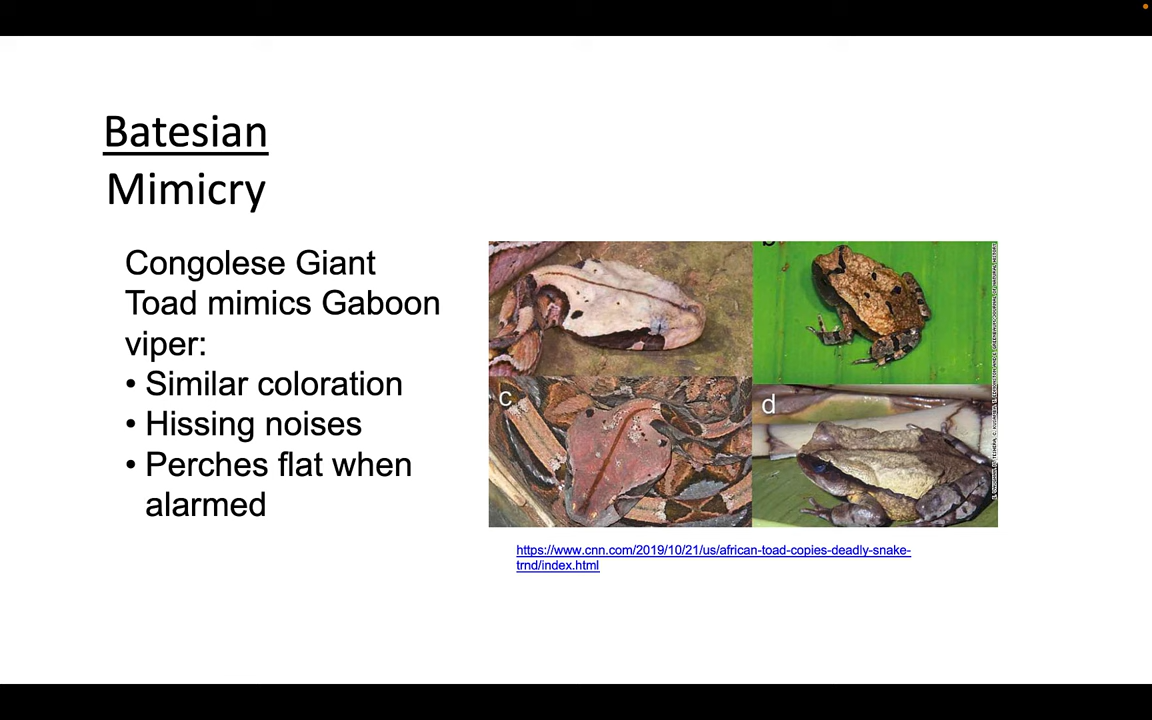 Batesian
Mimicry
Congolese Giant
Toad mimics Gaboon
viper:
• Similar coloration
• Hissing noises
• Perches flat when
alarmed
b
c
d
https://www.cnn.com/2019/10/21/us/african-toad-copies-deadly-snake-
trnd/index.html